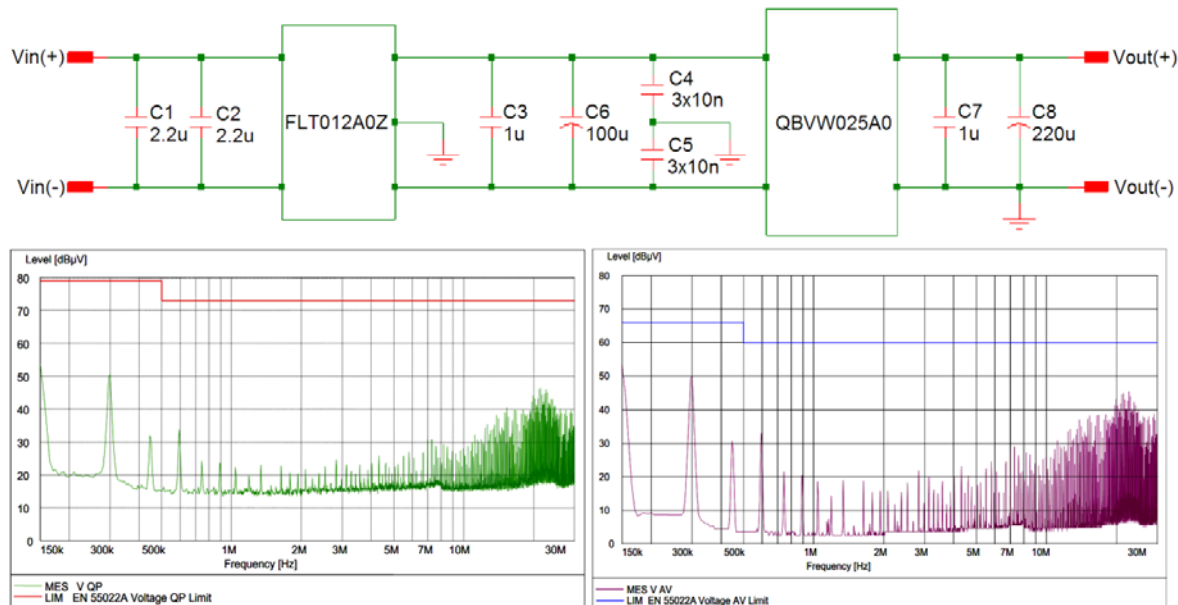 Vin(+)
Vin(-)
C1
2.2u
C2
2.2u
FLT012A0Z
C3
1u
C6
100u
C4
3x10n
C5
3x10n
QBVW025A0
C7
1u
C8
220u
Vout(+)
Vout(-)
Level [dBµV]
80
70
60
50
40
30
20
10
0
150k 300k 500k 1M 2M 3M 5M 7M 10M 30M
Frequency [Hz]
MES V QP
LIM EN 55022A Voltage QP Limit
Level [dBµV]
80
70
60
50
40
30
20
10
0
150k 300k 500k 1M 2M 3M 5M 7M 10M 30M
Frequency [Hz]
MES V AV
LIM EN 55022A Voltage AV Limit